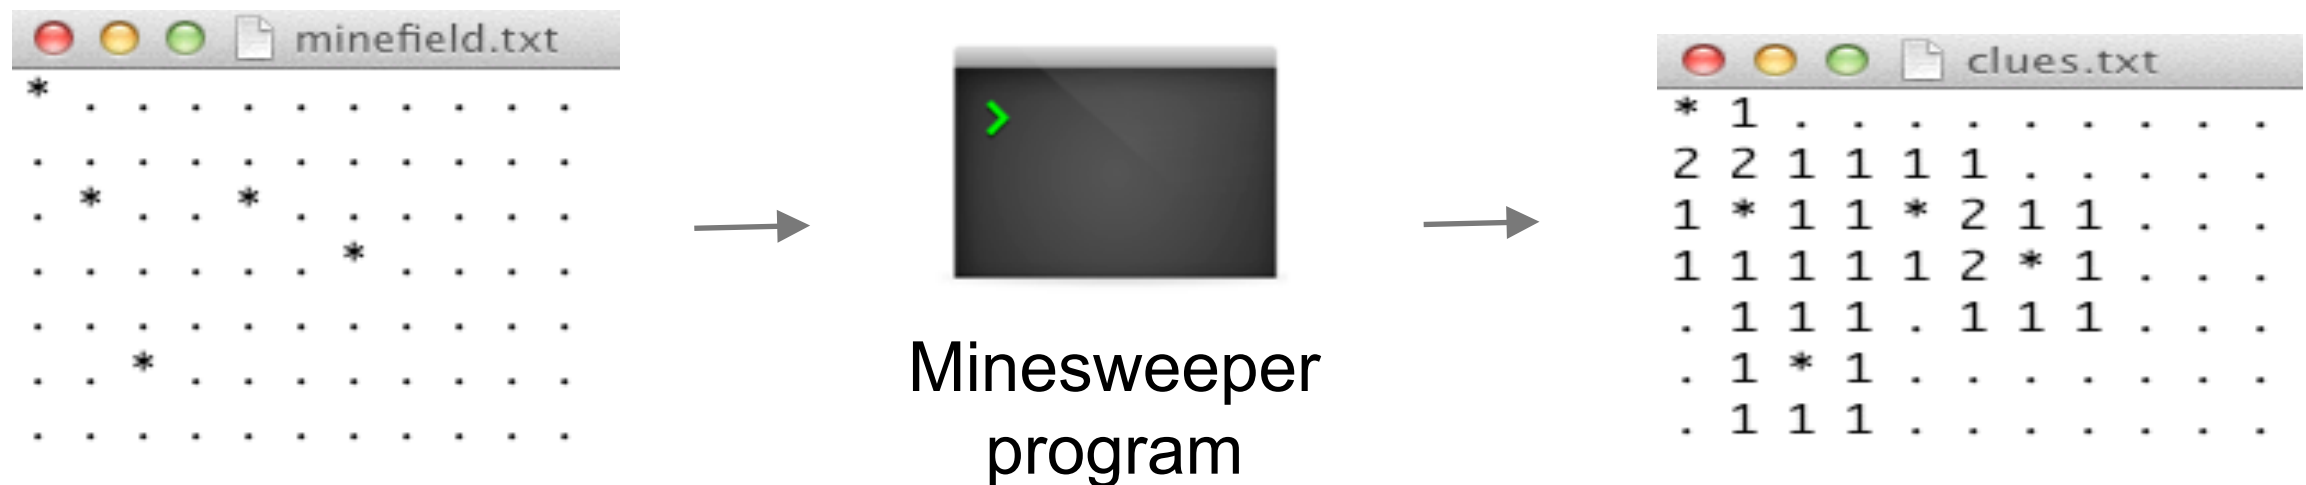 minefield.txt
* . . . . . . . . . .
. . . . . . . . . . .
. * . . * . . . . . .
. . . . . . * . . . .
. . . . . . . . . . .
. . * . . . . . . . .
. . . . . . . . . . .
>
Minesweeper
program
clues.txt
* 1 . . . . . . . . .
2 2 1 1 1 1 . . . . .
1 * 1 1 * 2 1 1 . . .
1 1 1 1 1 2 * 1 . . .
. 1 1 1 . 1 1 1 . . .
. 1 * 1 . . . . . . .
. 1 1 1 . . . . . . .